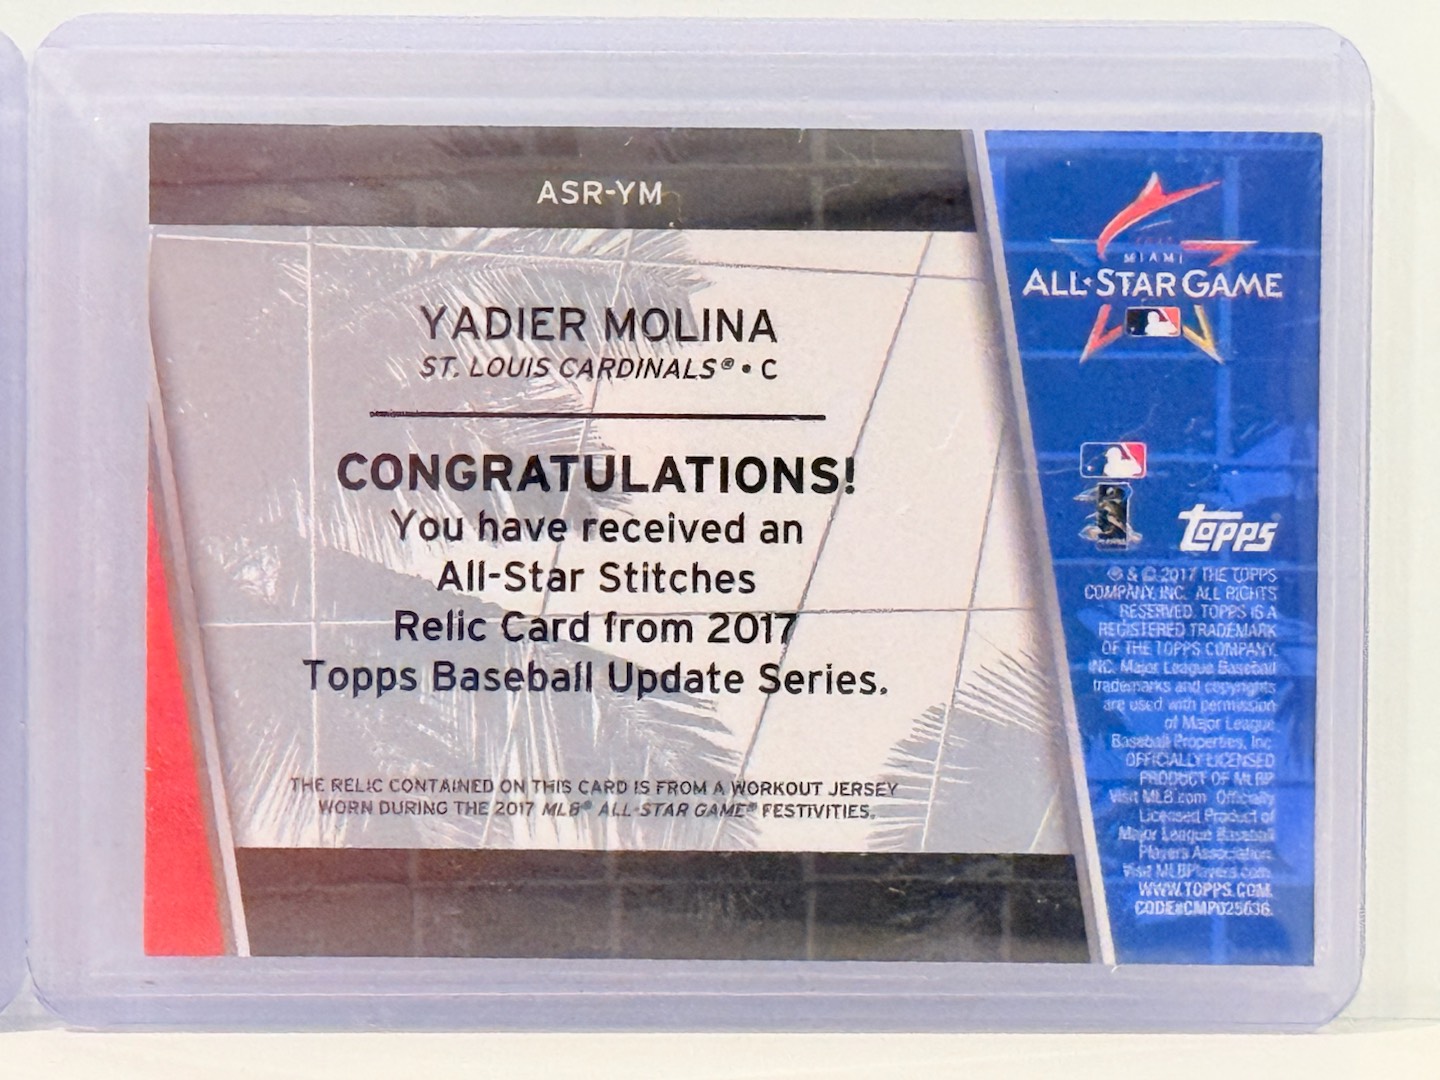 ASR-YM
YADIER MOLINA
ST. LOUIS CARDINALS® • C
CONGRATULATIONS!
You have received an
All-Star Stitches
Relic Card from 2017
Topps Baseball Update Series.
THE RELIC CONTAINED ON THIS CARD IS FROM A WORKOUT JERSEY
WORN DURING THE 2017 MLB® ALL-STAR GAME® FESTIVITIES.
MIAMI
ALL★STAR GAME
topps
® & © 2017 THE TOPPS
COMPANY, INC. ALL RIGHTS
RESERVED. TOPPS IS A
REGISTERED TRADEMARK
OF THE TOPPS COMPANY,
INC. Major League Baseball
trademarks and copyrights
are used with permission
of Major League
Baseball Properties, Inc.
OFFICIALLY LICENSED
PRODUCT OF MLBP
Visit MLB.com. Officially
Licensed Product of
Major League Baseball
Players Association.
Visit MLBPlayers.com.
WWW.TOPPS.COM.
CODE#CMP025036.